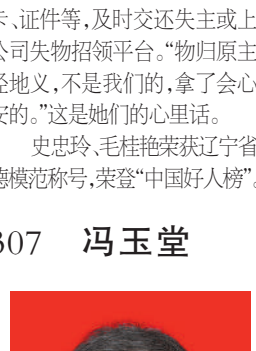 卡、证件等，及时交还失主或上
公司失物招领平台。“物归原主
经地义，不是我们的，拿了会心
安的。”这是她们的心里话。
史忠玲、毛桂艳荣获辽宁省
德模范称号，荣登“中国好人榜”。
307 冯玉堂